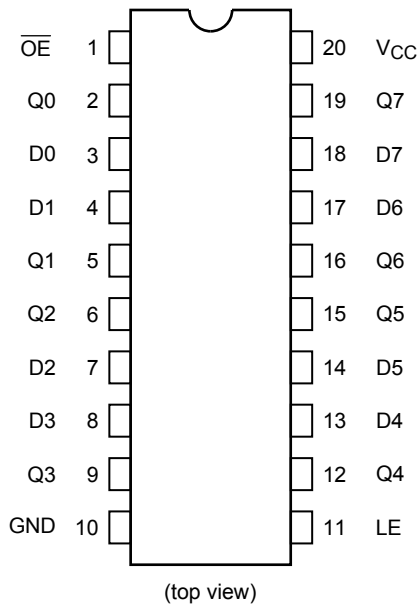 O̅E̅ 1 20 VCC
Q0 2 19 Q7
D0 3 18 D7
D1 4 17 D6
Q1 5 16 Q6
Q2 6 15 Q5
D2 7 14 D5
D3 8 13 D4
Q3 9 12 Q4
GND 10 11 LE
(top view)